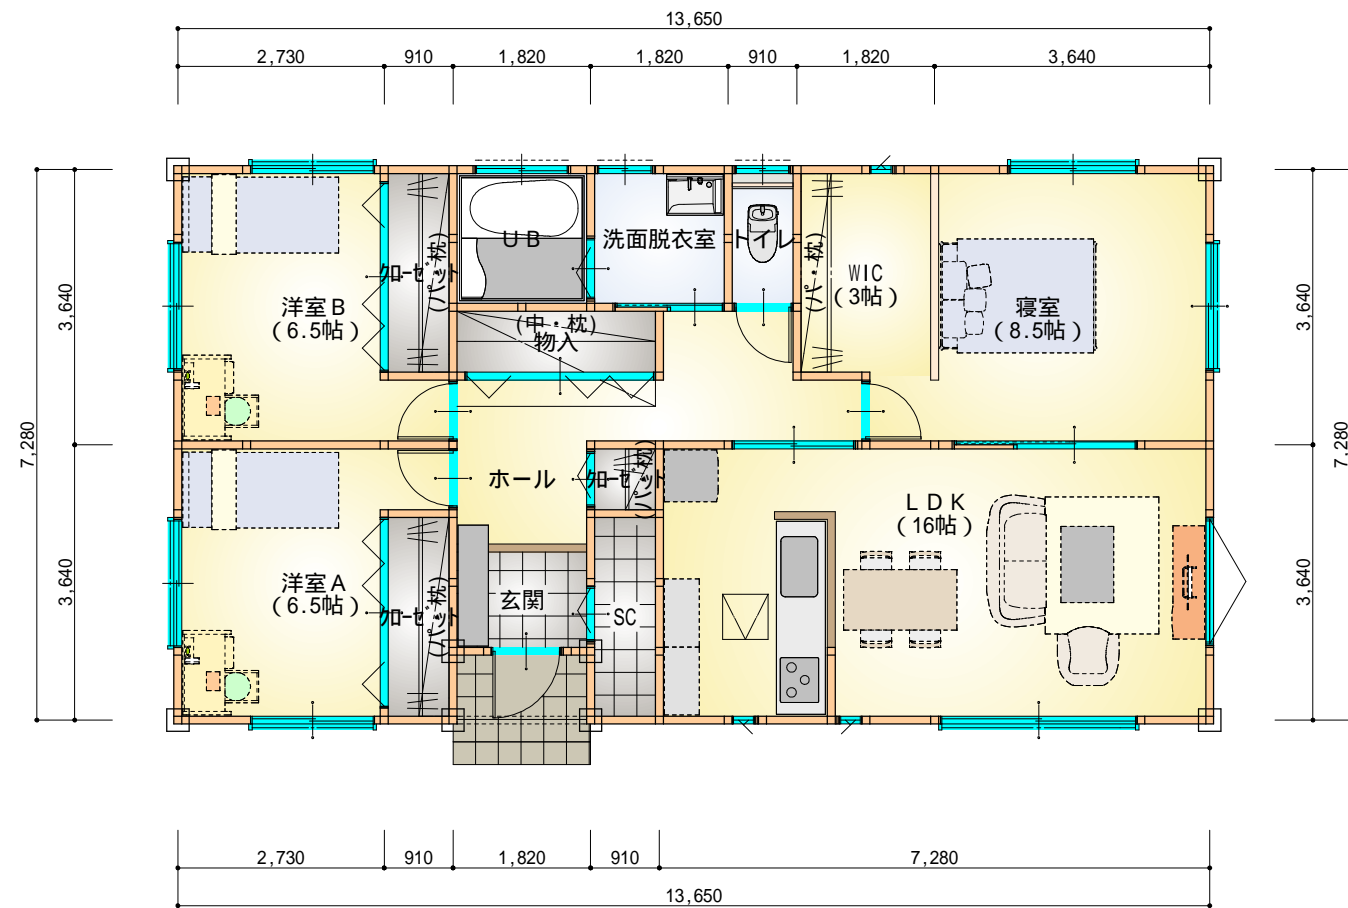 13,650
2,730 910 1,820 1,820 910 1,820 3,640
3,640
3,640
7,280
3,640
3,640
7,280
洋室B
(6.5帖)
クローゼット
(パ・枕)
UB
洗面脱衣室
トイレ
(パ・枕)
WIC
(3帖)
寝室
(8.5帖)
(中・枕)
物入
ホール
クローゼット
(パ・枕)
LDK
(16帖)
洋室A
(6.5帖)
クローゼット
(パ・枕)
玄関
SC
2,730 910 1,820 910 7,280
13,650